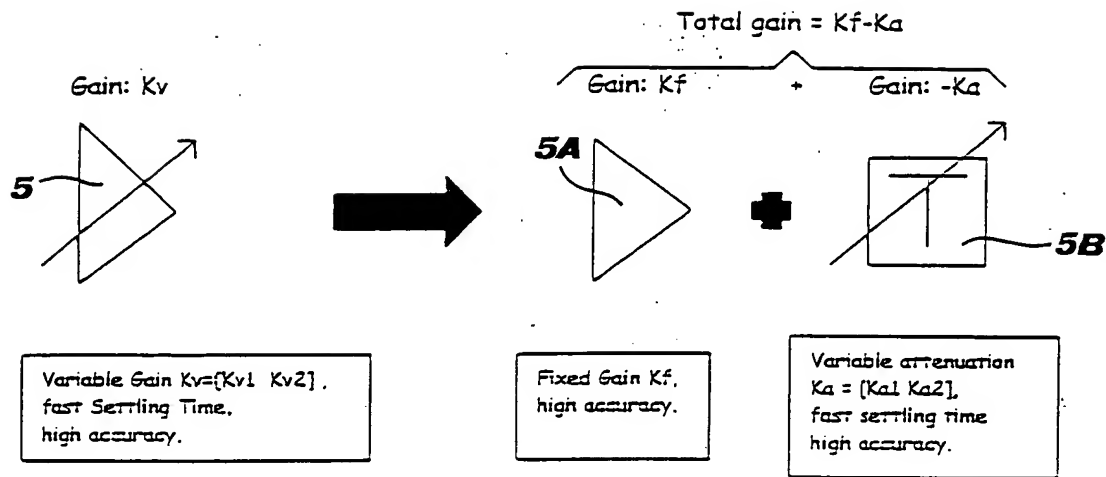 Total gain = Kf-Ka
Gain: Kv
Gain: Kf + Gain: -Ka
5
5A
5B
Variable Gain Kv=[Kv1 Kv2],
fast Settling Time,
high accuracy.
Fixed Gain Kf,
high accuracy.
Variable attenuation
Ka = [Ka1 Ka2],
fast settling time
high accuracy.